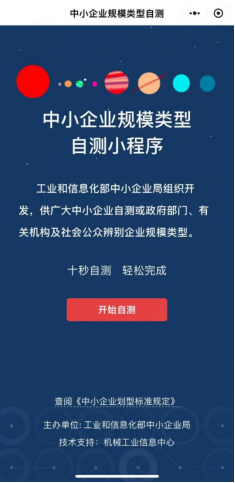 中小企业规模类型自测
中小企业规模类型
自测小程序
工业和信息化部中小企业局组织开
发，供广大中小企业自测或政府部门、有
关机构及社会公众辨别企业规模类型。
十秒自测 轻松完成
开始自测
查阅《中小企业划型标准规定》
主办单位: 工业和信息化部中小企业局
技术支持: 机械工业信息中心